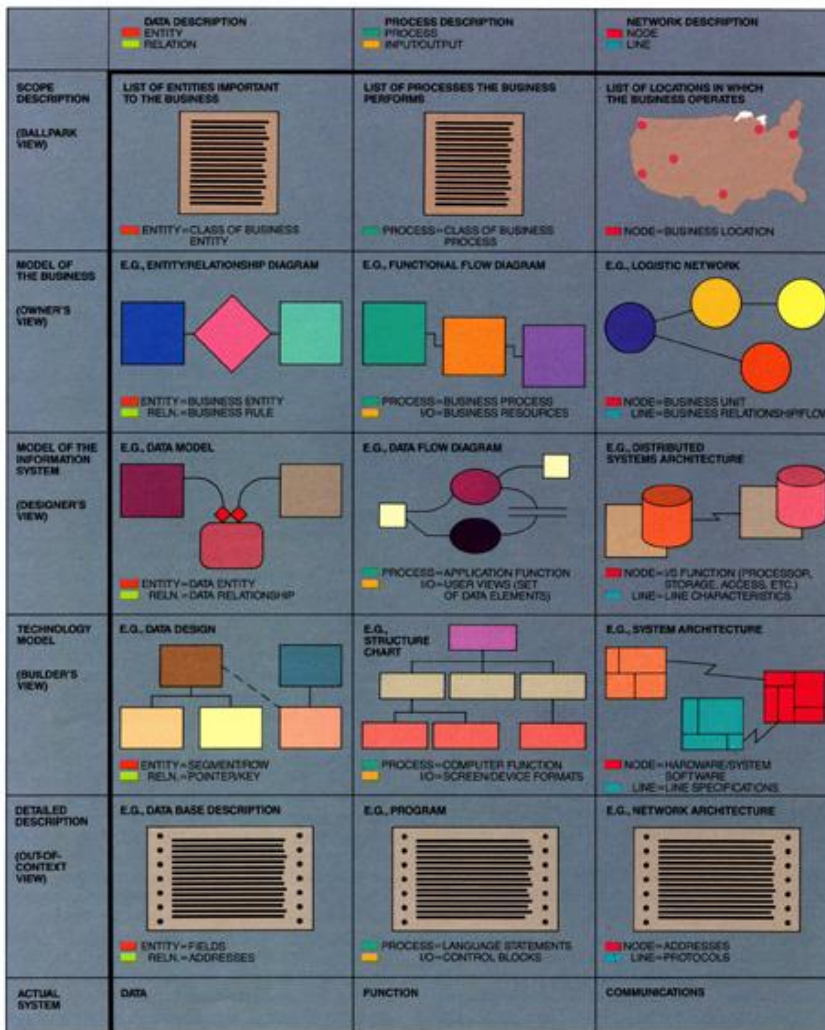 DATA DESCRIPTION
ENTITY
RELATION
PROCESS DESCRIPTION
PROCESS
INPUT/OUTPUT
NETWORK DESCRIPTION
NODE
LINE
SCOPE
DESCRIPTION
(BALLPARK
VIEW)
LIST OF ENTITIES IMPORTANT
TO THE BUSINESS
ENTITY=CLASS OF BUSINESS
ENTITY
LIST OF PROCESSES THE BUSINESS
PERFORMS
PROCESS=CLASS OF BUSINESS
PROCESS
LIST OF LOCATIONS IN WHICH
THE BUSINESS OPERATES
NODE=BUSINESS LOCATION
MODEL OF
THE BUSINESS
(OWNER'S
VIEW)
E.G., ENTITY/RELATIONSHIP DIAGRAM
ENTITY=BUSINESS ENTITY
RELN.=BUSINESS RULE
E.G., FUNCTIONAL FLOW DIAGRAM
PROCESS=BUSINESS PROCESS
I/O=BUSINESS RESOURCES
E.G., LOGISTIC NETWORK
NODE=BUSINESS UNIT
LINE=BUSINESS RELATIONSHIP/FLOW
MODEL OF THE
INFORMATION
SYSTEM
(DESIGNER'S
VIEW)
E.G., DATA MODEL
ENTITY=DATA ENTITY
RELN.=DATA RELATIONSHIP
E.G., DATA FLOW DIAGRAM
PROCESS=APPLICATION FUNCTION
I/O=USER VIEWS (SET
OF DATA ELEMENTS)
E.G., DISTRIBUTED
SYSTEMS ARCHITECTURE
NODE=I/S FUNCTION (PROCESSOR,
STORAGE, ACCESS, ETC.)
LINE=LINE CHARACTERISTICS
TECHNOLOGY
MODEL
(BUILDER'S
VIEW)
E.G., DATA DESIGN
ENTITY=SEGMENT/ROW
RELN.=POINTER/KEY
E.G.,
STRUCTURE
CHART
PROCESS=COMPUTER FUNCTION
I/O=SCREEN/DEVICE FORMATS
E.G., SYSTEM ARCHITECTURE
NODE=HARDWARE/SYSTEM
SOFTWARE
LINE=LINE SPECIFICATIONS
DETAILED
DESCRIPTION
(OUT-OF-
CONTEXT
VIEW)
E.G., DATA BASE DESCRIPTION
ENTITY=FIELDS
RELN.=ADDRESSES
E.G., PROGRAM
PROCESS=LANGUAGE STATEMENTS
I/O=CONTROL BLOCKS
E.G., NETWORK ARCHITECTURE
NODE=ADDRESSES
LINE=PROTOCOLS
ACTUAL
SYSTEM
DATA
FUNCTION
COMMUNICATIONS